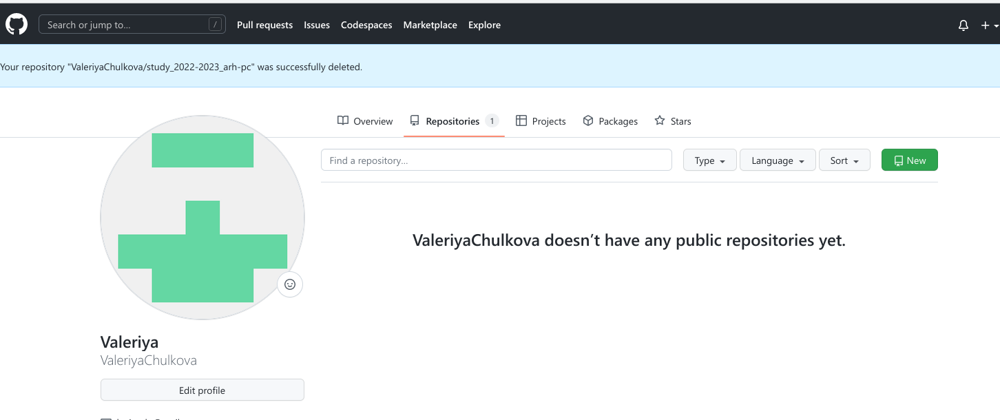 Search or jump to... / Pull requests Issues Codespaces Marketplace Explore
Your repository "ValeriyaChulkova/study_2022-2023_arh-pc" was successfully deleted.
Overview Repositories 1 Projects Packages Stars
Find a repository... Type Language Sort New
ValeriyaChulkova doesn’t have any public repositories yet.
Valeriya
ValeriyaChulkova
Edit profile